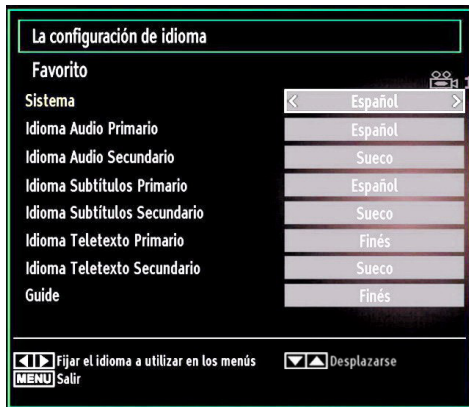 La configuración de idioma
Favorito
1
Sistema Español
Idioma Audio Primario Español
Idioma Audio Secundario Sueco
Idioma Subtítulos Primario Español
Idioma Subtítulos Secundario Sueco
Idioma Teletexto Primario Finés
Idioma Teletexto Secundario Sueco
Guide Finés
Fijar el idioma a utilizar en los menús Desplazarse
MENU Salir